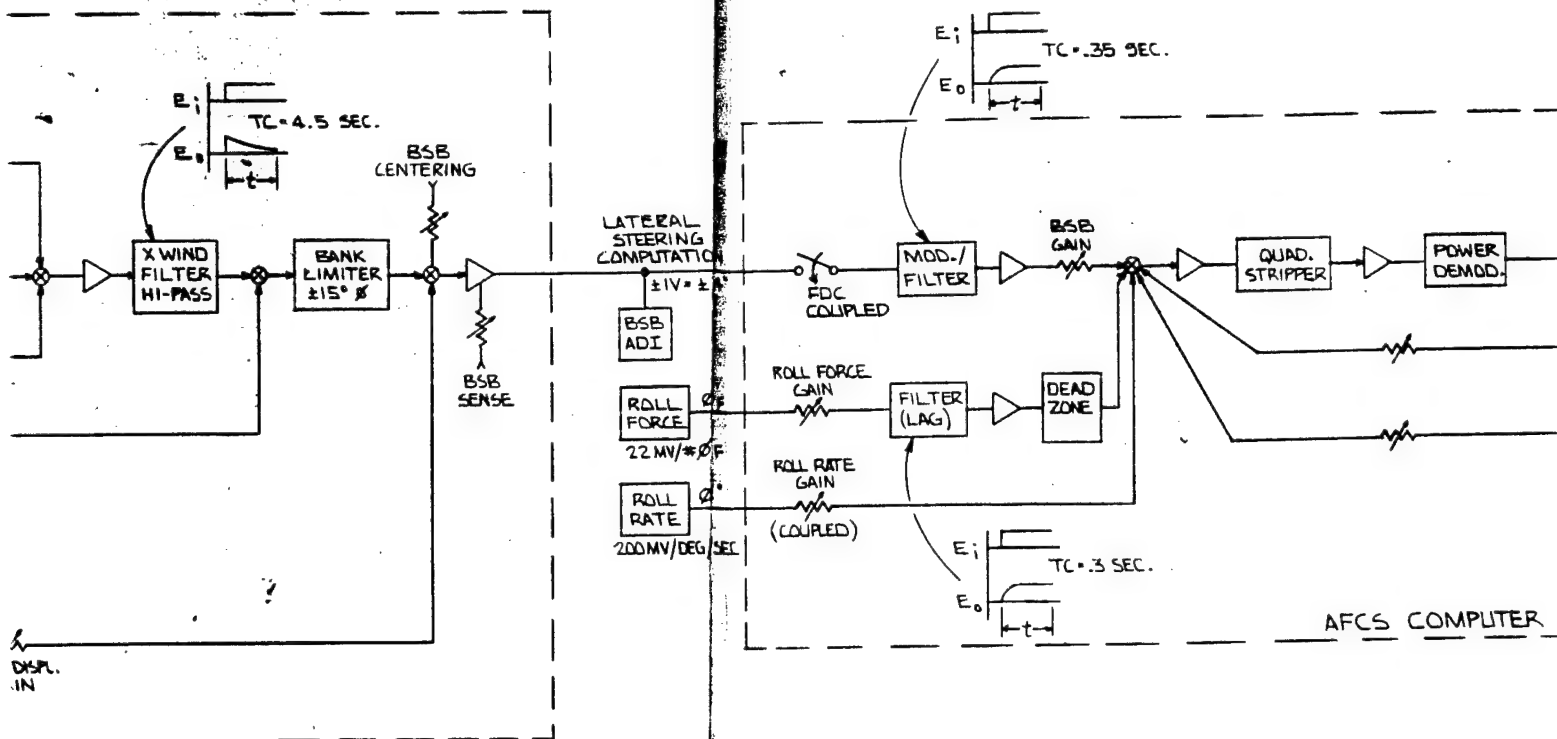 E i
TC = 4.5 SEC.
E o
t
BSB
CENTERING
X WIND
FILTER
HI-PASS
BANK
LIMITER
±15° Ø
BSB
SENSE
DISPL.
IN
LATERAL
STEERING
COMPUTATION
±1V = ±
BSB
ADI
ROLL
FORCE
22 MV/#ØF
ROLL
RATE
200MV/DEG/SEC
E i
TC = .35 SEC.
E o
t
FDC
COUPLED
MOD./
FILTER
BSB
GAIN
QUAD.
STRIPPER
POWER
DEMOD.
ROLL FORCE
GAIN
FILTER
(LAG)
DEAD
ZONE
ROLL RATE
GAIN
(COUPLED)
E i
TC = .3 SEC.
E o
t
AFCS COMPUTER